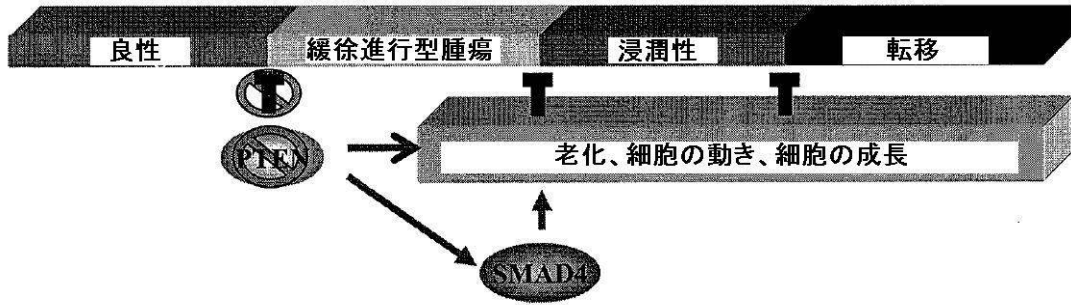 良性
緩徐進行型腫瘍
浸潤性
転移
PTEN
老化、細胞の動き、細胞の成長
SMAD4